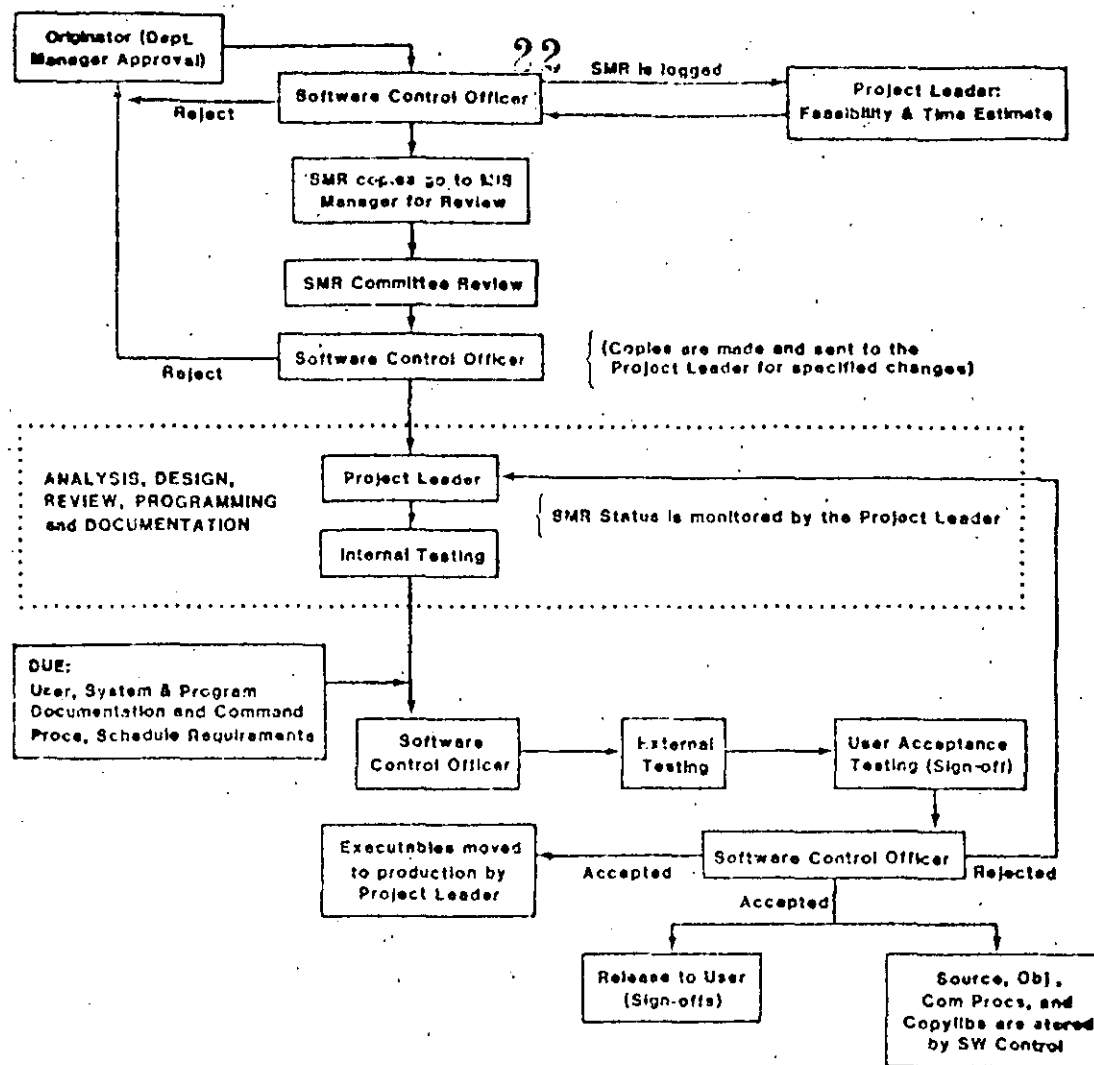 Originator (Dept.
Manager Approval)
22
SMR is logged
Software Control Officer
Project Leader:
Feasibility & Time Estimate
Reject
SMR copies go to MIS
Manager for Review
SMR Committee Review
Software Control Officer
(Copies are made and sent to the
Project Leader for specified changes)
Reject
ANALYSIS, DESIGN,
REVIEW, PROGRAMMING
and DOCUMENTATION
Project Leader
SMR Status is monitored by the Project Leader
Internal Testing
DUE:
User, System & Program
Documentation and Command
Procs, Schedule Requirements
Software
Control Officer
External
Testing
User Acceptance
Testing (Sign-off)
Executables moved
to production by
Project Leader
Accepted
Software Control Officer
Rejected
Accepted
Release to User
(Sign-offs)
Source, Obj,
Com Procs, and
Copylibs are stored
by SW Control